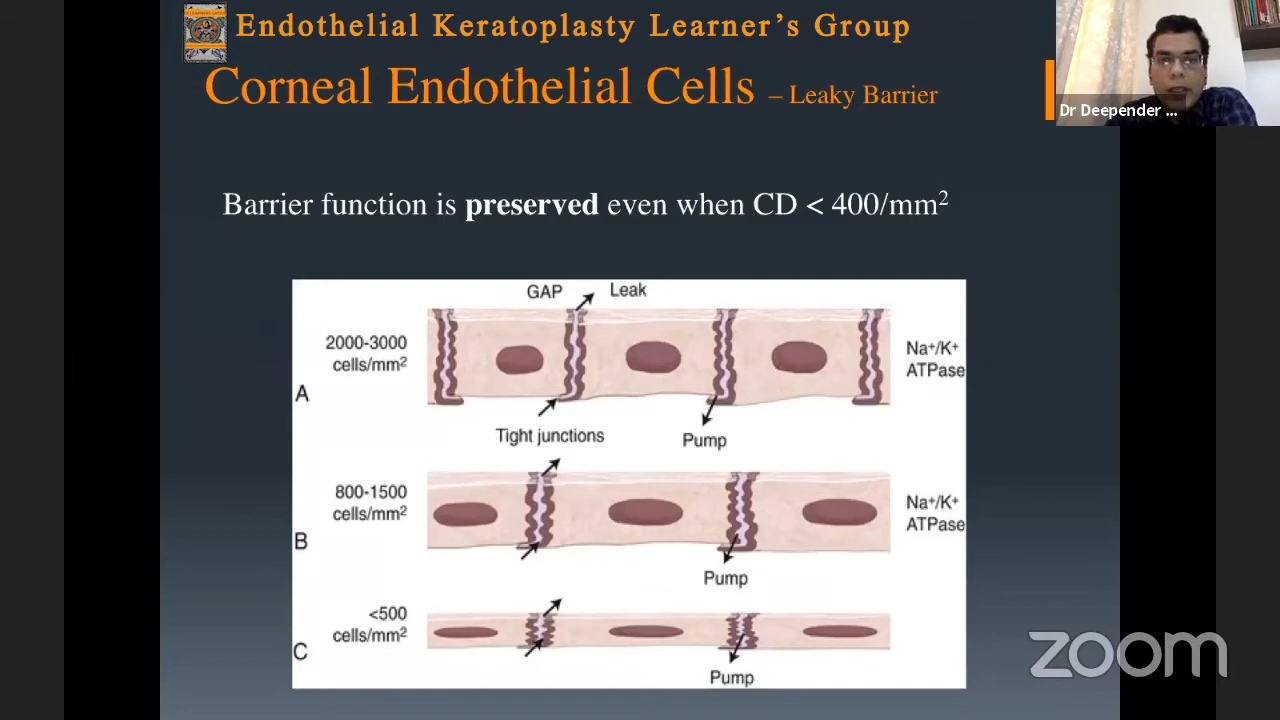 Endothelial Keratoplasty Learner's Group
Corneal Endothelial Cells – Leaky Barrier
Dr Deepender ...
Barrier function is preserved even when CD < 400/mm²
GAP
Leak
2000-3000
cells/mm²
Na⁺/K⁺
ATPase
A
Tight junctions
Pump
800-1500
cells/mm²
Na⁺/K⁺
ATPase
B
Pump
<500
cells/mm²
C
Pump
zoom